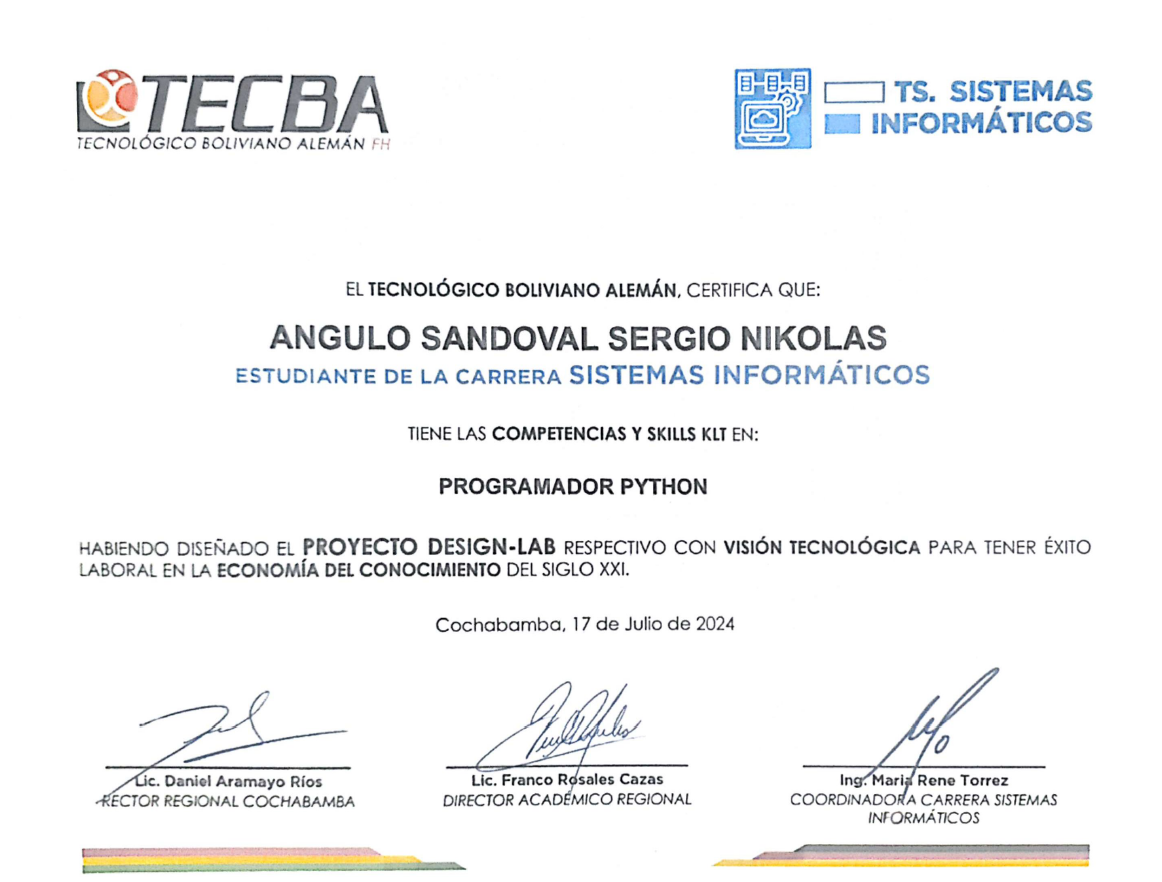 TECBA
TECNOLÓGICO BOLIVIANO ALEMÁN FH
TS. SISTEMAS
INFORMÁTICOS
EL TECNOLÓGICO BOLIVIANO ALEMÁN, CERTIFICA QUE:
ANGULO SANDOVAL SERGIO NIKOLAS
ESTUDIANTE DE LA CARRERA SISTEMAS INFORMÁTICOS
TIENE LAS COMPETENCIAS Y SKILLS KLT EN:
PROGRAMADOR PYTHON
HABIENDO DISEÑADO EL PROYECTO DESIGN-LAB RESPECTIVO CON VISIÓN TECNOLÓGICA PARA TENER ÉXITO
LABORAL EN LA ECONOMÍA DEL CONOCIMIENTO DEL SIGLO XXI.
Cochabamba, 17 de Julio de 2024
Lic. Daniel Aramayo Ríos
RECTOR REGIONAL COCHABAMBA
Lic. Franco Rosales Cazas
DIRECTOR ACADÉMICO REGIONAL
Ing. Maria Rene Torrez
COORDINADORA CARRERA SISTEMAS
INFORMÁTICOS